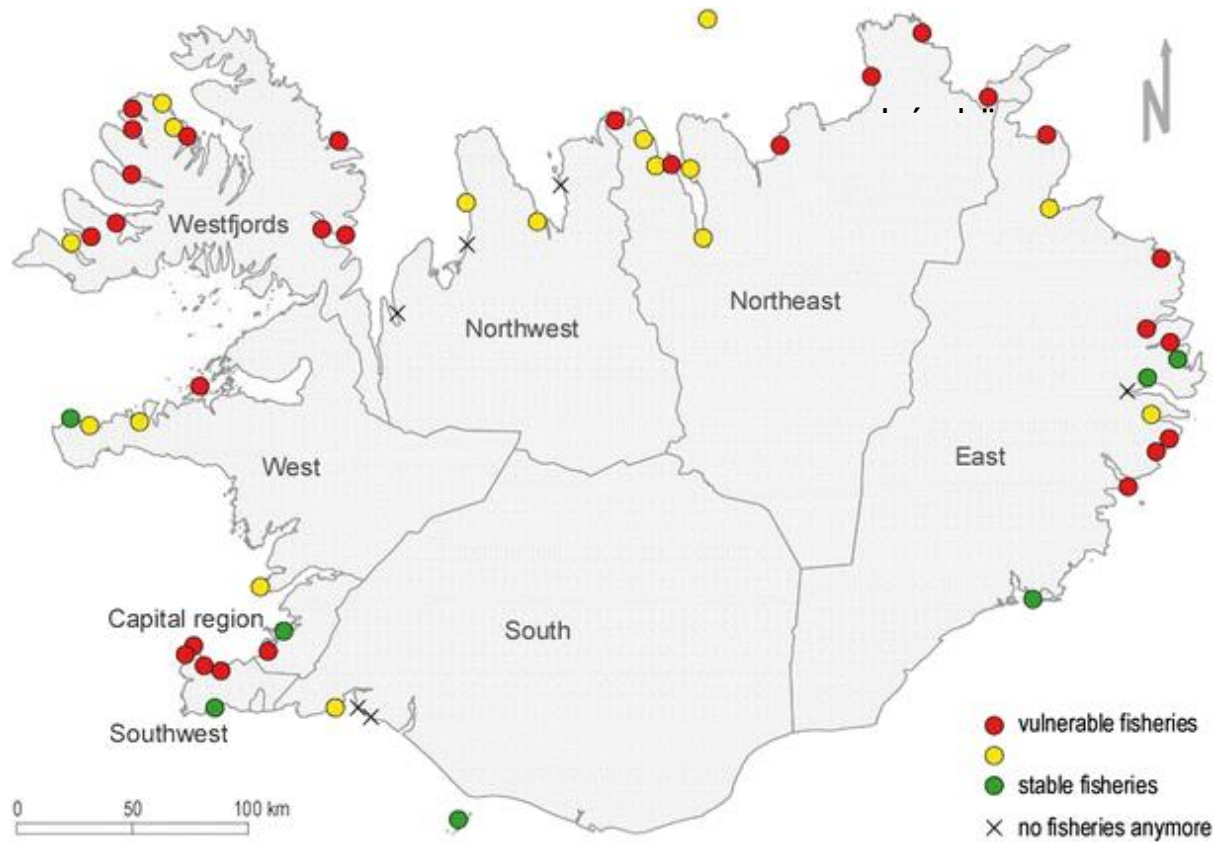 N
Westfjords
Northeast
Northwest
West
East
Capital region
South
Southwest
vulnerable fisheries
stable fisheries
no fisheries anymore
0 50 100 km